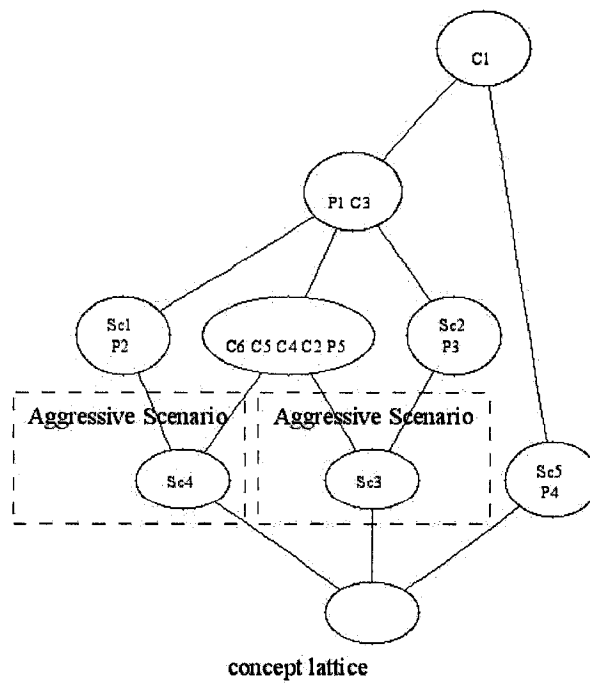 C1
P1 C3
Sc1
P2
C6 C5 C4 C2 P5
Sc2
P3
Aggressive Scenario
Aggressive Scenario
Sc4
Sc3
Sc5
P4
concept lattice